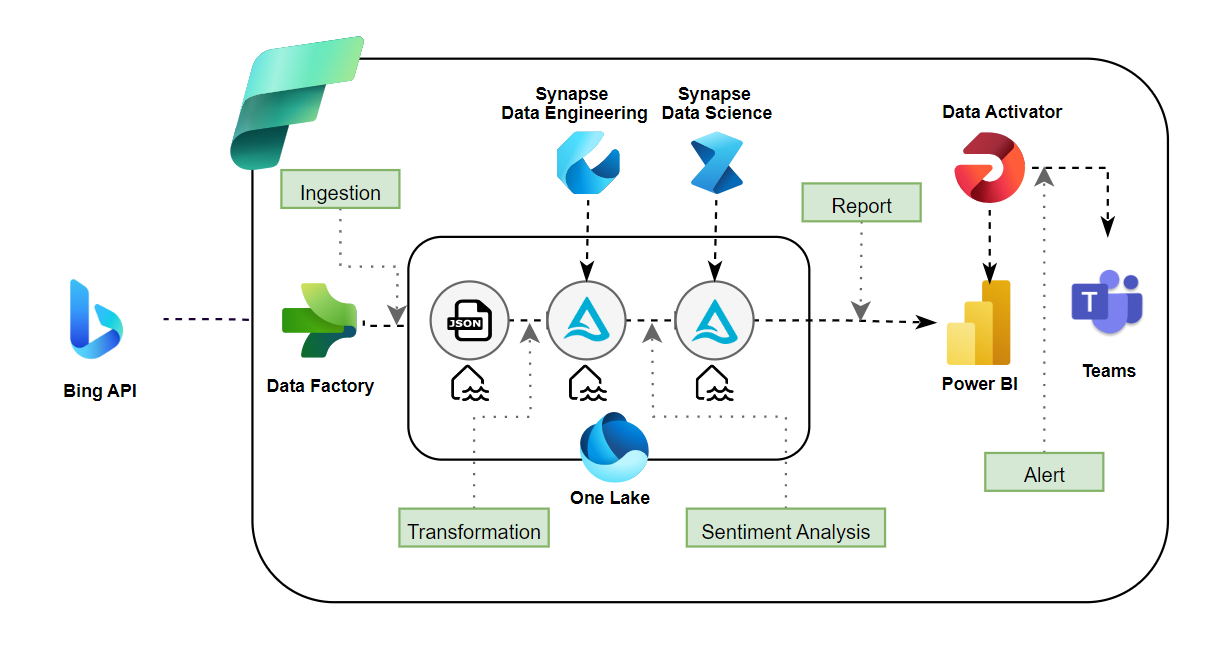 Synapse
Data Engineering
Synapse
Data Science
Data Activator
Ingestion
Report
JSON
T
Bing API
Data Factory
Power BI
Teams
One Lake
Alert
Transformation
Sentiment Analysis